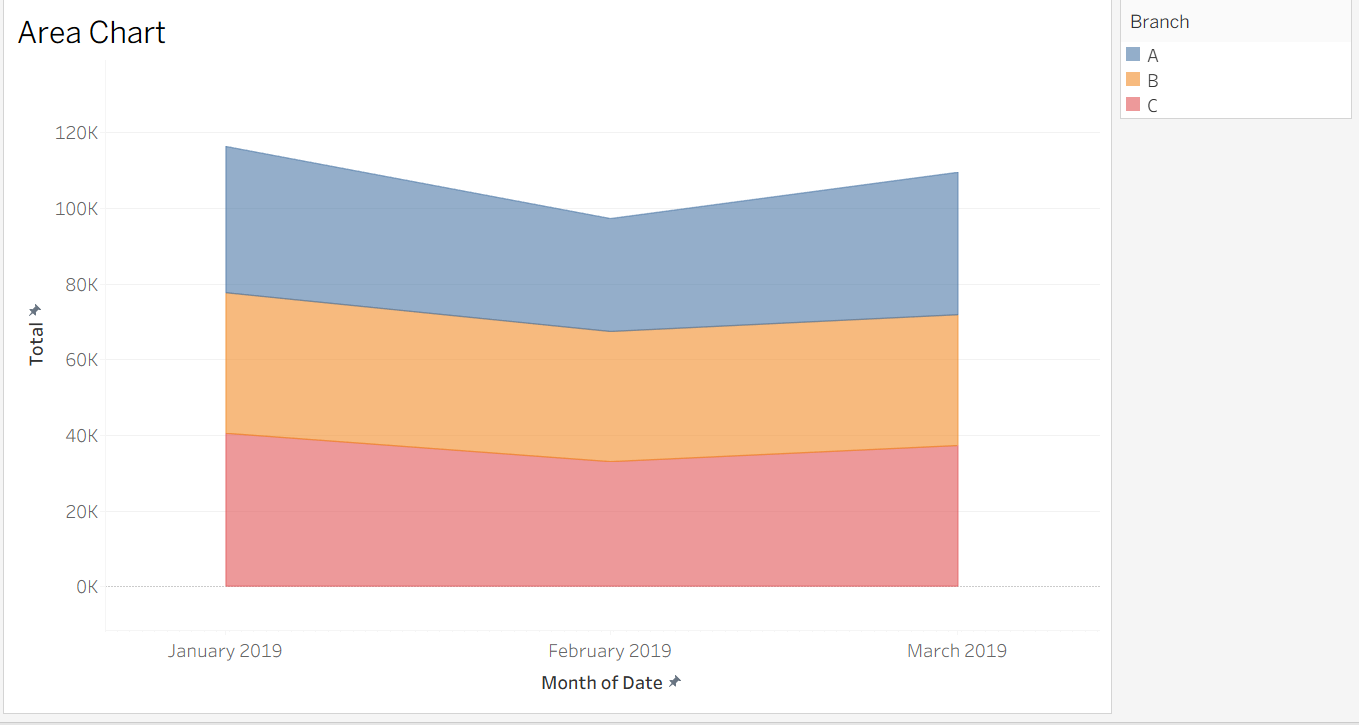 Area Chart
Branch
A
B
C
120K
100K
80K
60K
40K
20K
0K
Total
January 2019
February 2019
March 2019
Month of Date